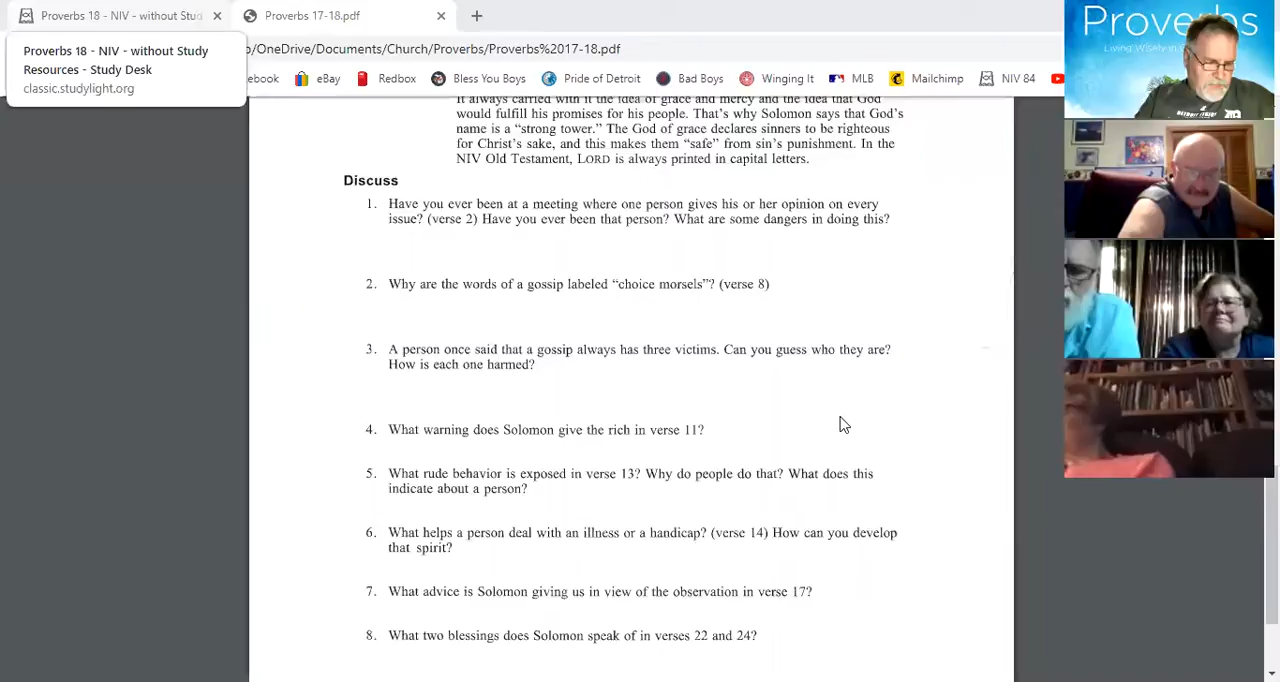 Proverbs 18 - NIV - without Stud
Proverbs 17-18.pdf
Proverbs 18 - NIV - without Study
Resources - Study Desk
classic.studylight.org
o/OneDrive/Documents/Church/Proverbs/Proverbs%2017-18.pdf
ebook eBay Redbox Bless You Boys Pride of Detroit Bad Boys Winging It MLB Mailchimp NIV 84
Proverbs
Living Wisely in
It always carried with it the idea of grace and mercy and the idea that God
would fulfill his promises for his people. That's why Solomon says that God's
name is a “strong tower.” The God of grace declares sinners to be righteous
for Christ's sake, and this makes them “safe” from sin's punishment. In the
NIV Old Testament, LORD is always printed in capital letters.
Discuss
1. Have you ever been at a meeting where one person gives his or her opinion on every
issue? (verse 2) Have you ever been that person? What are some dangers in doing this?
2. Why are the words of a gossip labeled “choice morsels”? (verse 8)
3. A person once said that a gossip always has three victims. Can you guess who they are?
How is each one harmed?
4. What warning does Solomon give the rich in verse 11?
5. What rude behavior is exposed in verse 13? Why do people do that? What does this
indicate about a person?
6. What helps a person deal with an illness or a handicap? (verse 14) How can you develop
that spirit?
7. What advice is Solomon giving us in view of the observation in verse 17?
8. What two blessings does Solomon speak of in verses 22 and 24?